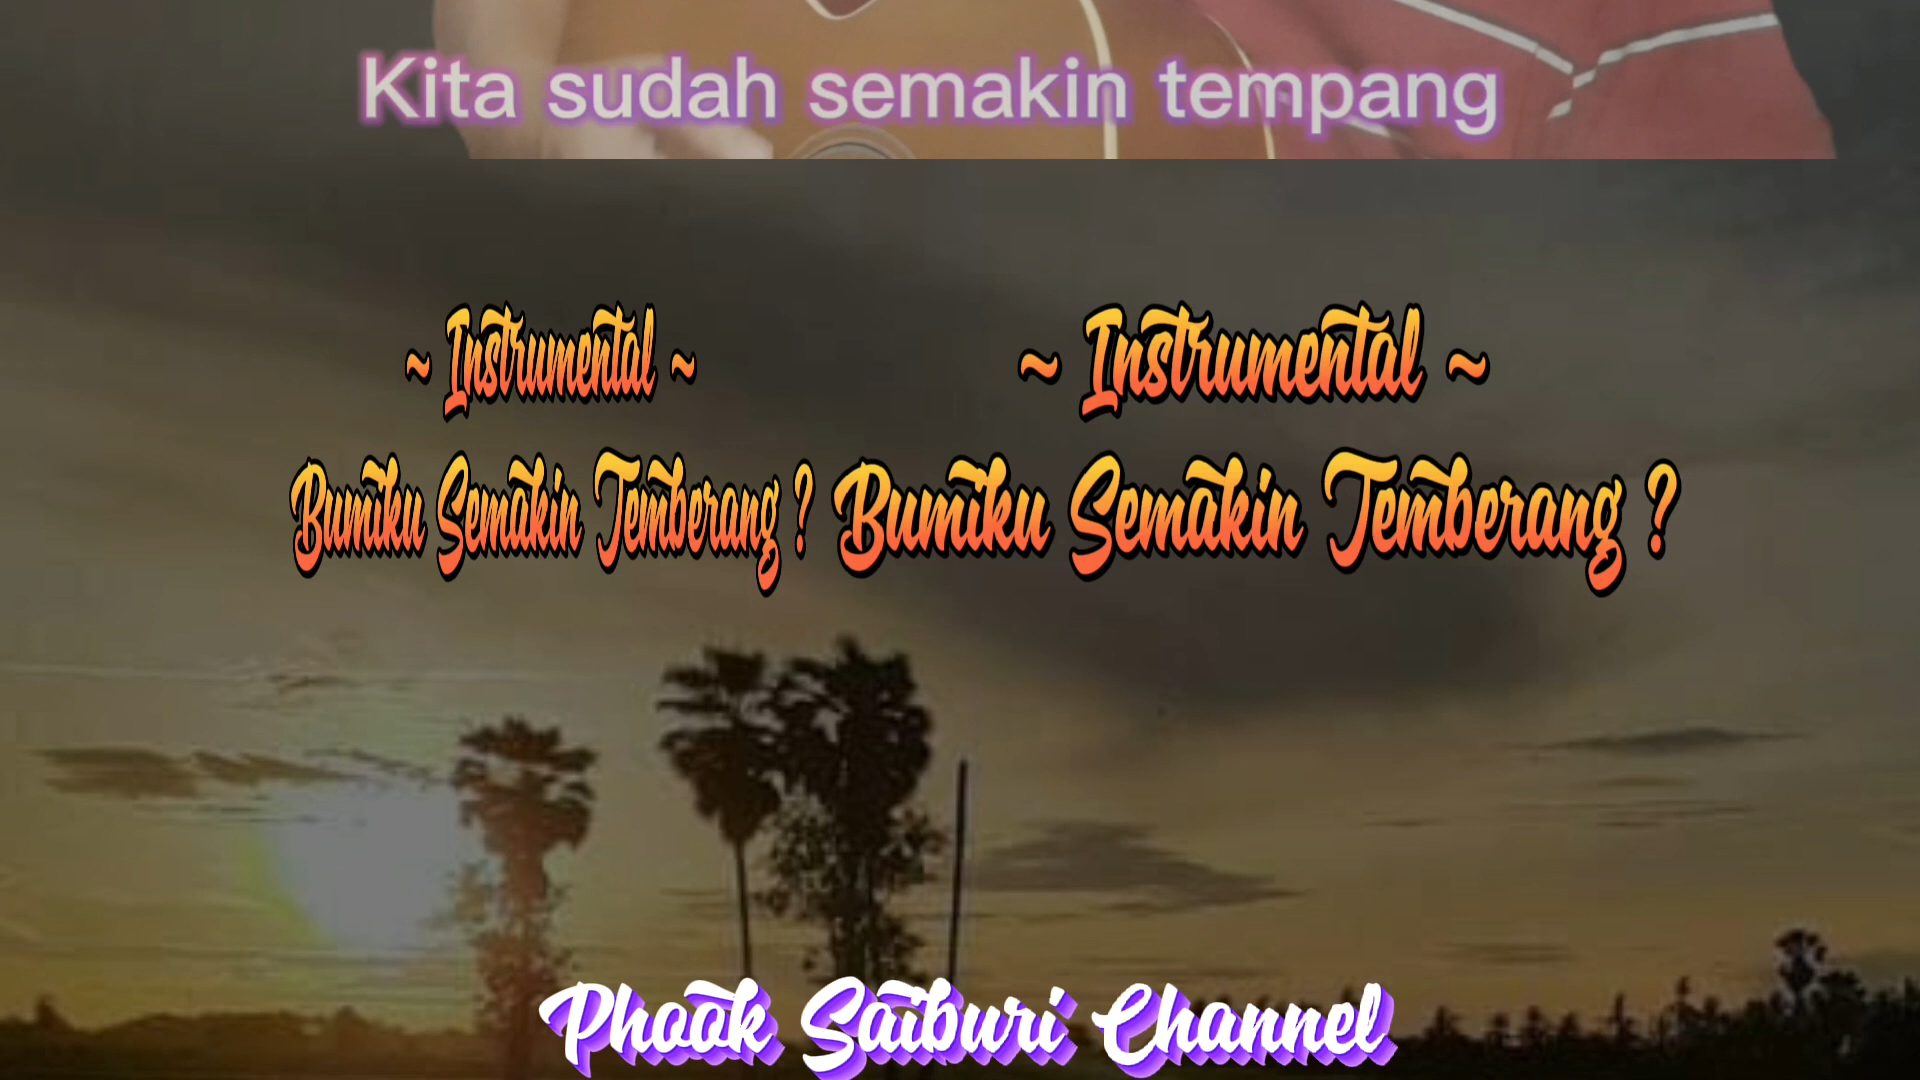 Kita sudah semakin tempang
~ Instrumental ~ ~ Instrumental ~
Bumiku Semakin Temberang ? Bumiku Semakin Temberang ?
Phook Saiburi Channel